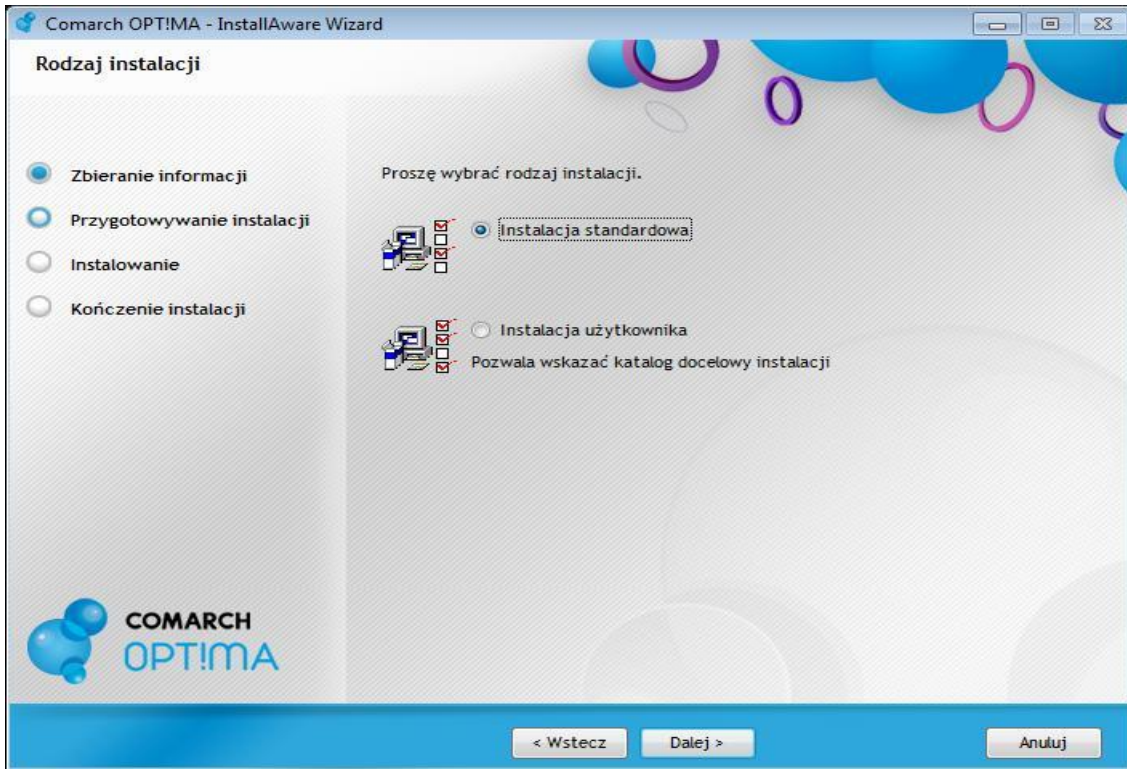 Comarch OPT!MA - InstallAware Wizard
Rodzaj instalacji
Zbieranie informacji
Przygotowywanie instalacji
Instalowanie
Kończenie instalacji
Proszę wybrać rodzaj instalacji.
Instalacja standardowa
Instalacja użytkownika
Pozwala wskazać katalog docelowy instalacji
COMARCH
OPT!MA
< Wstecz
Dalej >
Anuluj